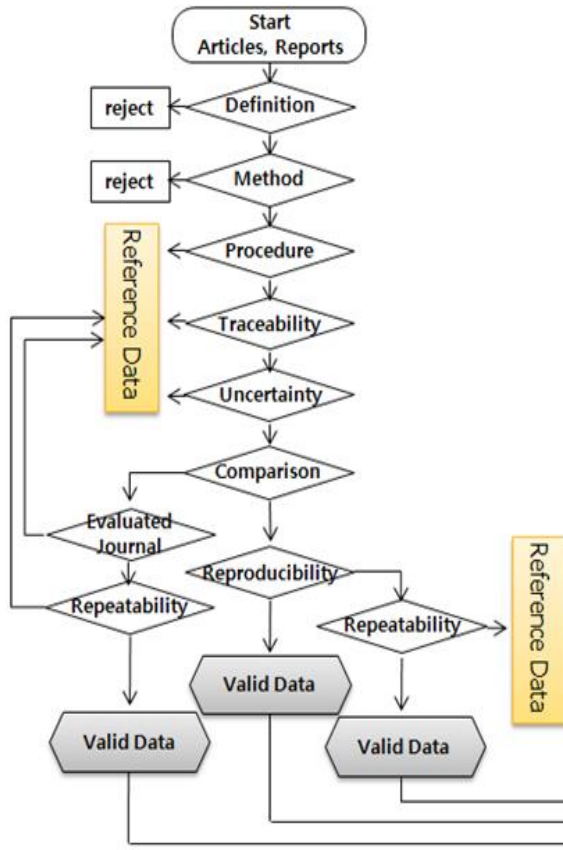 Start
Articles, Reports
reject
Definition
reject
Method
Reference Data
Procedure
Traceability
Uncertainty
Comparison
Evaluated
Journal
Reproducibility
Reference Data
Repeatability
Repeatability
Valid Data
Valid Data
Valid Data